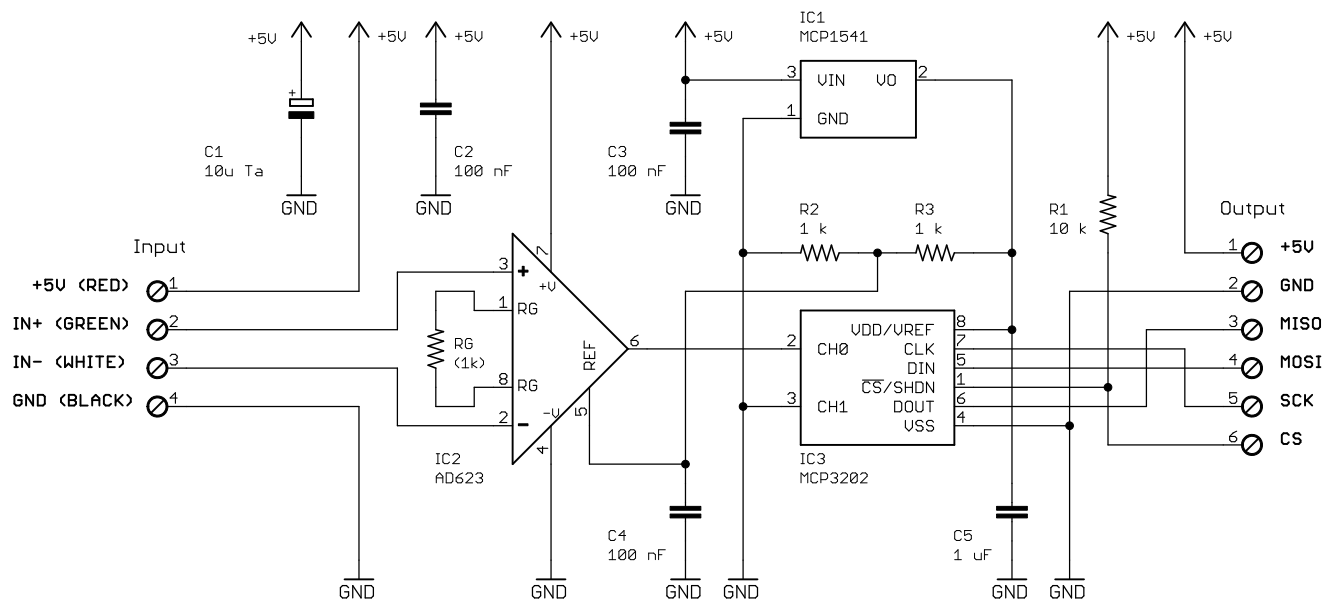 IC1
MCP1541
+5V
+5V
+5V
+5V
+5V
+5V
+5V
3 VIN VO 2
1 GND
+
C1
10u Ta
C2
100 nF
C3
100 nF
GND
GND
GND
R2
1 k
R3
1 k
R1
10 k
Input
Output
+5V (RED) 1
IN+ (GREEN) 2
IN- (WHITE) 3
GND (BLACK) 4
7
+V
3 +
1 RG
RG
(1k)
8 RG
2 -
REF
6
5
-V
4
IC2
AD623
VDD/VREF 8
2 CH0
CLK 7
DIN 5
CS/SHDN 1
3 CH1
DOUT 6
VSS 4
IC3
MCP3202
1 +5V
2 GND
3 MISO
4 MOSI
5 SCK
6 CS
C4
100 nF
C5
1 uF
GND
GND
GND
GND
GND
GND